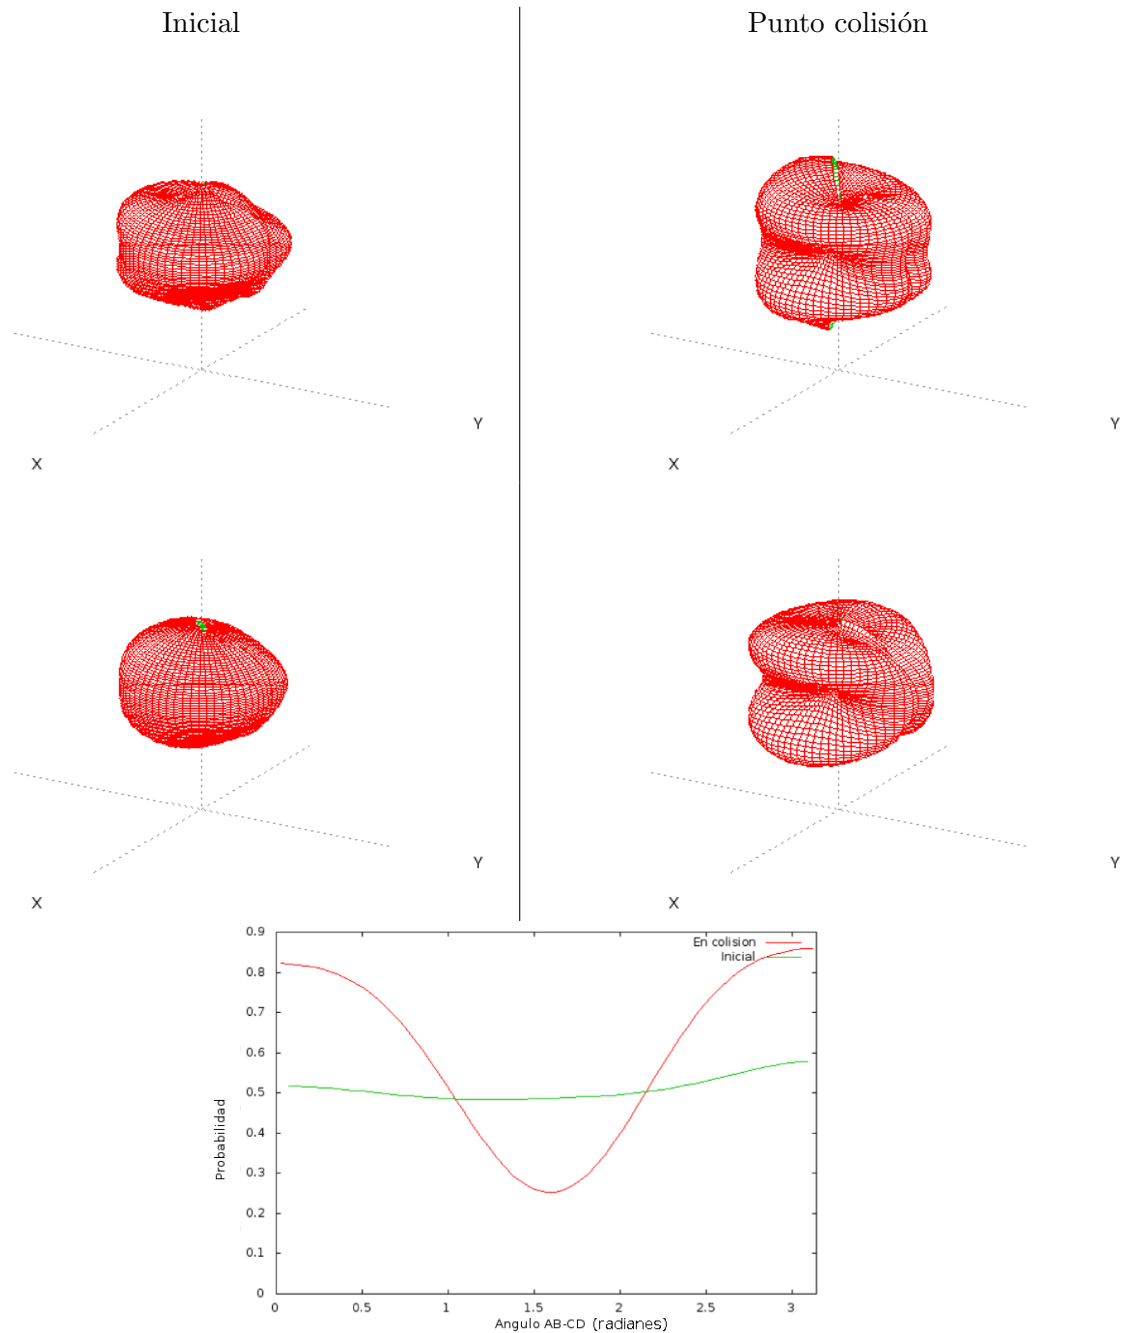 Inicial
Punto colisión
Y
X
Y
X
Y
X
Y
X
0.9
0.8
0.7
0.6
0.5
0.4
0.3
0.2
0.1
0
Probabilidad
En colision
Inicial
0 0.5 1 1.5 2 2.5 3
Angulo AB-CD (radianes)